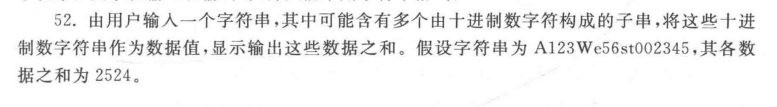 52. 由用户输入一个字符串,其中可能含有多个由十进制数字符构成的子串,将这些十进
制数字符串作为数据值,显示输出这些数据之和。假设字符串为 A123We56st002345,其各数
据之和为 2524。